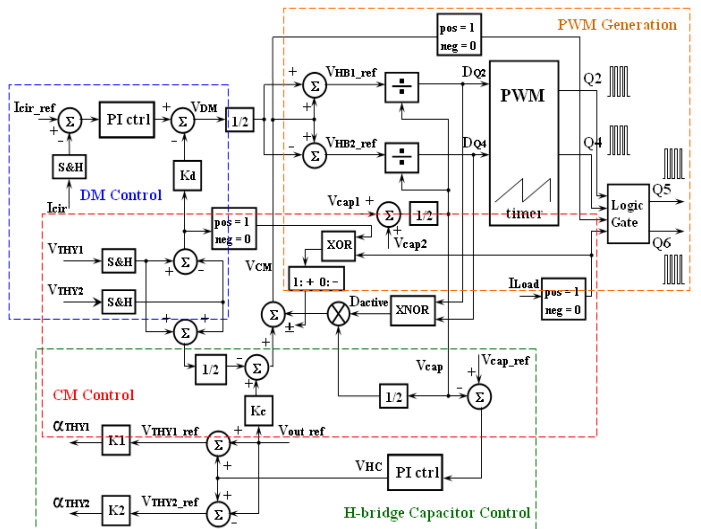 PWM Generation
pos = 1
neg = 0
VHB1_ref
DQ2
Q2
PWM
timer
Icir_ref
PI ctrl
VDM
1/2
Σ
Σ
Σ
÷
+
+
+
−
+
−
S&H
Kd
DM Control
Icir
VHB2_ref
Σ
÷
DQ4
Q4
+
−
Logic
Gate
Q5
Q6
Vcap1
+
Σ
1/2
+
Vcap2
pos = 1
neg = 0
XOR
VTHY1
S&H
Σ
+
−
VCM
1: + 0: −
ILoad
pos = 1
neg = 0
VTHY2
S&H
Dactive
XNOR
Σ
+
±
+
Σ
+
+
1/2
−
Σ
+
Vcap
Vcap_ref
−
+
Σ
1/2
CM Control
Kc
αTHY1
K1
VTHY1_ref
Σ
+
+
Vout_ref
VHC
PI ctrl
αTHY2
K2
VTHY2_ref
Σ
+
−
H-bridge Capacitor Control